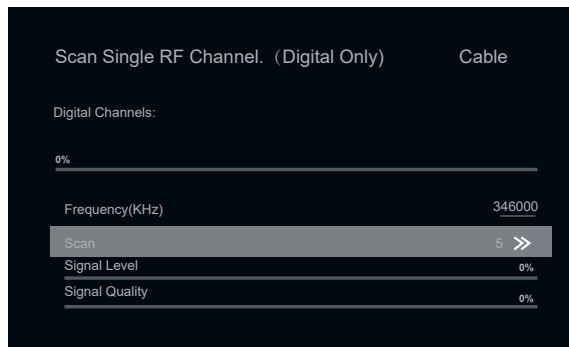 Scan Single RF Channel.（Digital Only) Cable
Digital Channels:
0%
Frequency(KHz) 346000
Scan 5
Signal Level 0%
Signal Quality 0%